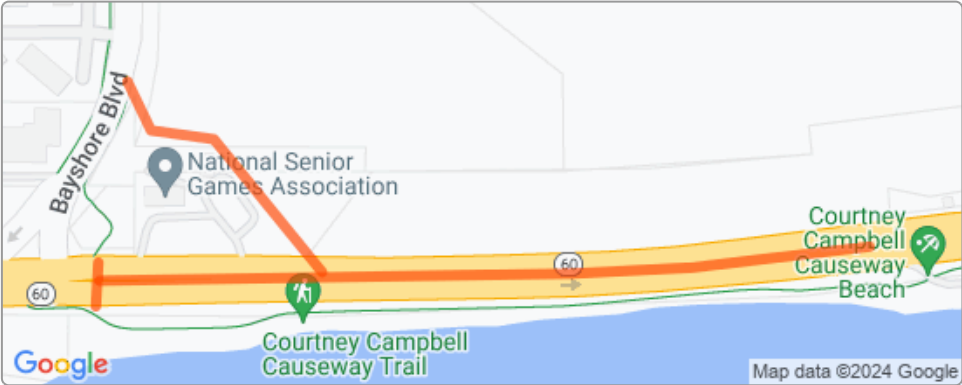 Bayshore Blvd
National Senior
Games Association
60
60
Courtney
Campbell
Causeway
Beach
Courtney Campbell
Causeway Trail
Google
Map data ©2024 Google